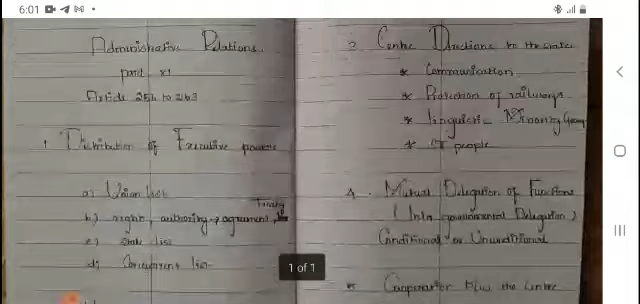 6:01
Administrative Relations
part XI
Article 256 to 263
1 Distribution of Executive powers
a) Union list
b) right, authority → agreement,
Treaty
c) state list
d) Concurrent list
3 Centre Directions to the states
* Communication
* Protection of railways
* linguistic Minority Group
* of people
4. Mutual Delegation of Functions
(Inter governmental Delegation)
Conditional or Unconditional
5 Cooperation b/w the Centre
1 of 1